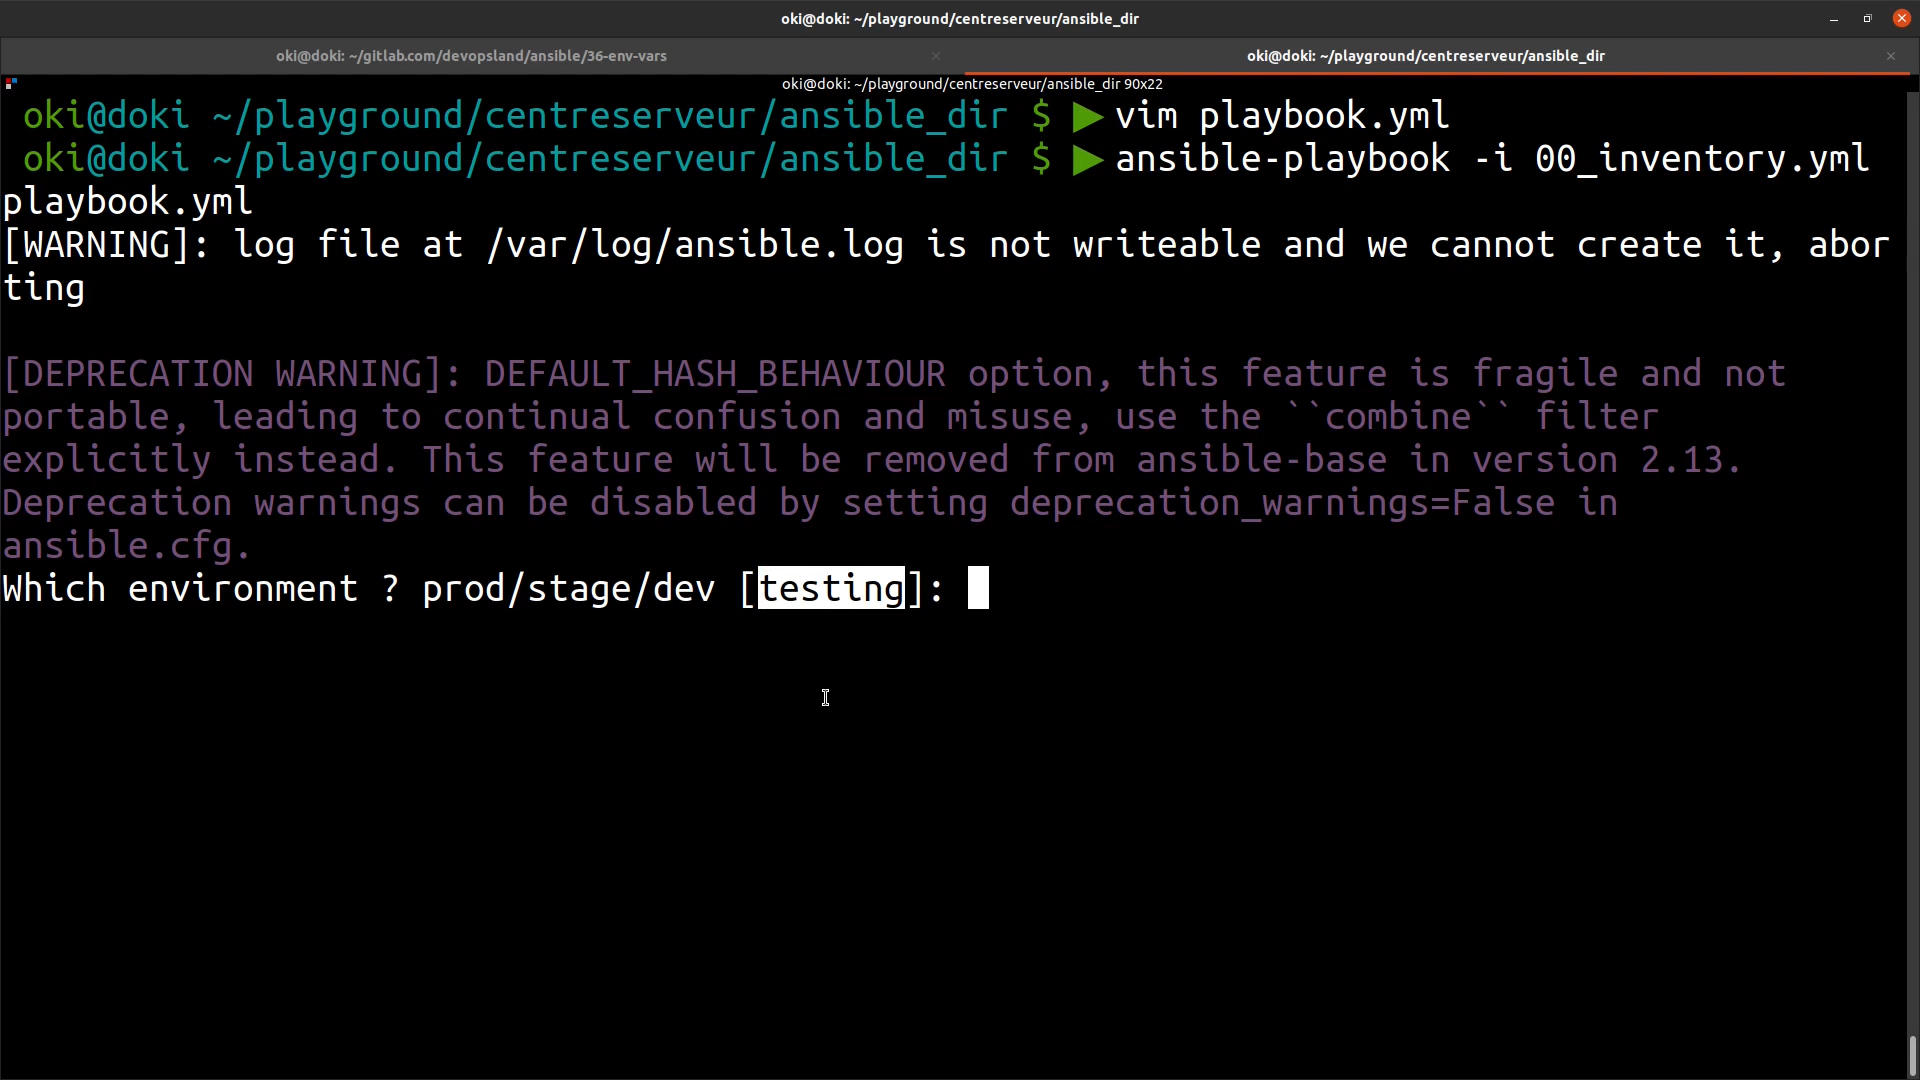 oki@doki: ~/playground/centreserveur/ansible_dir
oki@doki: ~/gitlab.com/devopsland/ansible/36-env-vars
oki@doki: ~/playground/centreserveur/ansible_dir
oki@doki: ~/playground/centreserveur/ansible_dir 90x22
oki@doki ~/playground/centreserveur/ansible_dir $ ▶vim playbook.yml
oki@doki ~/playground/centreserveur/ansible_dir $ ▶ansible-playbook -i 00_inventory.yml
playbook.yml
[WARNING]: log file at /var/log/ansible.log is not writeable and we cannot create it, abor
ting
[DEPRECATION WARNING]: DEFAULT_HASH_BEHAVIOUR option, this feature is fragile and not
portable, leading to continual confusion and misuse, use the ``combine`` filter
explicitly instead. This feature will be removed from ansible-base in version 2.13.
Deprecation warnings can be disabled by setting deprecation_warnings=False in
ansible.cfg.
Which environment ? prod/stage/dev [testing]: